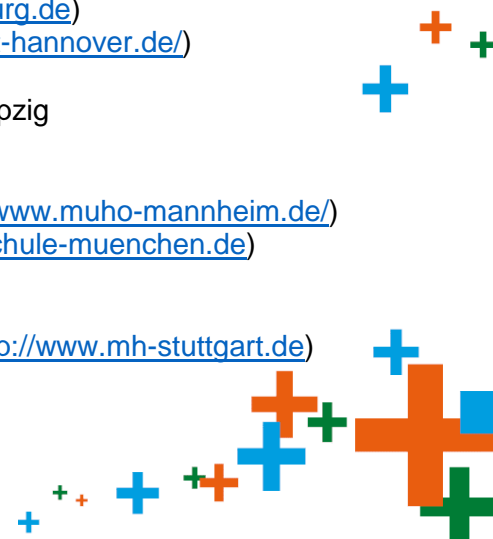 urg.de)
-hannover.de/)
pzig
www.muho-mannheim.de/)
chule-muenchen.de)
p://www.mh-stuttgart.de)